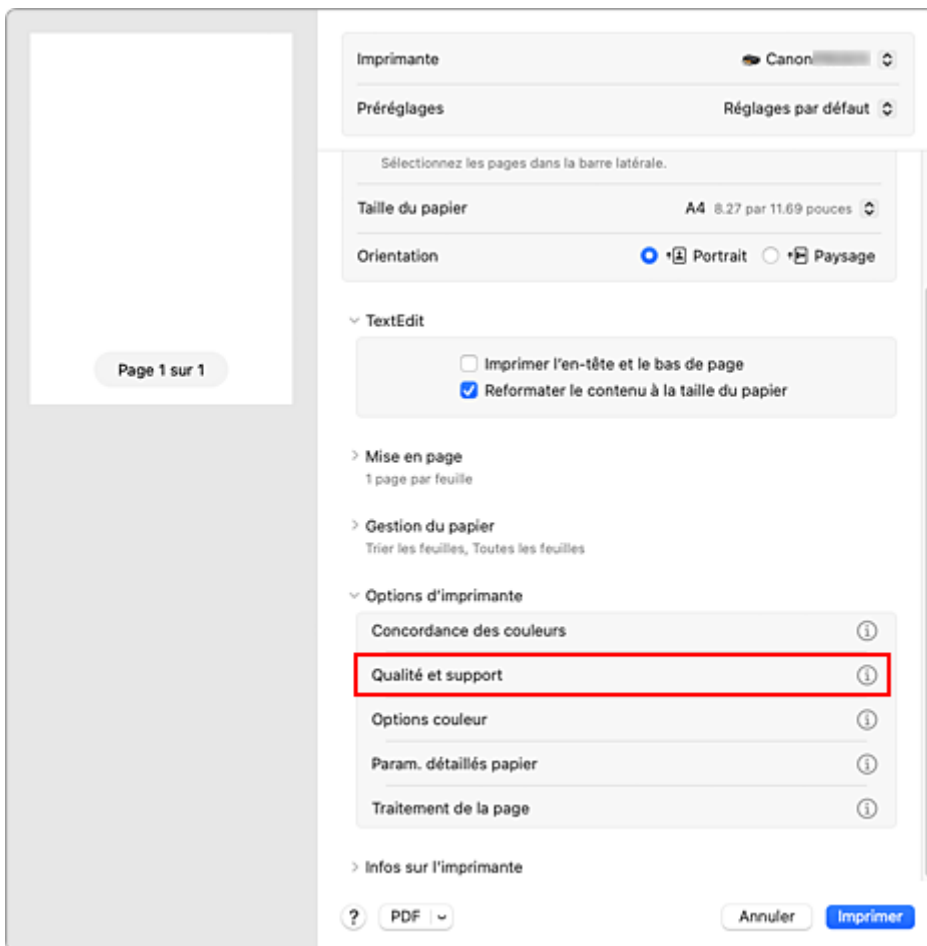 Imprimante Canon
Préréglages Réglages par défaut
Sélectionnez les pages dans la barre latérale.
Taille du papier A4 8.27 par 11.69 pouces
Orientation Portrait Paysage
TextEdit
Imprimer l'en-tête et le bas de page
Reformater le contenu à la taille du papier
Page 1 sur 1
Mise en page
1 page par feuille
Gestion du papier
Trier les feuilles, Toutes les feuilles
Options d'imprimante
Concordance des couleurs
Qualité et support
Options couleur
Param. détaillés papier
Traitement de la page
Infos sur l'imprimante
? PDF Annuler Imprimer